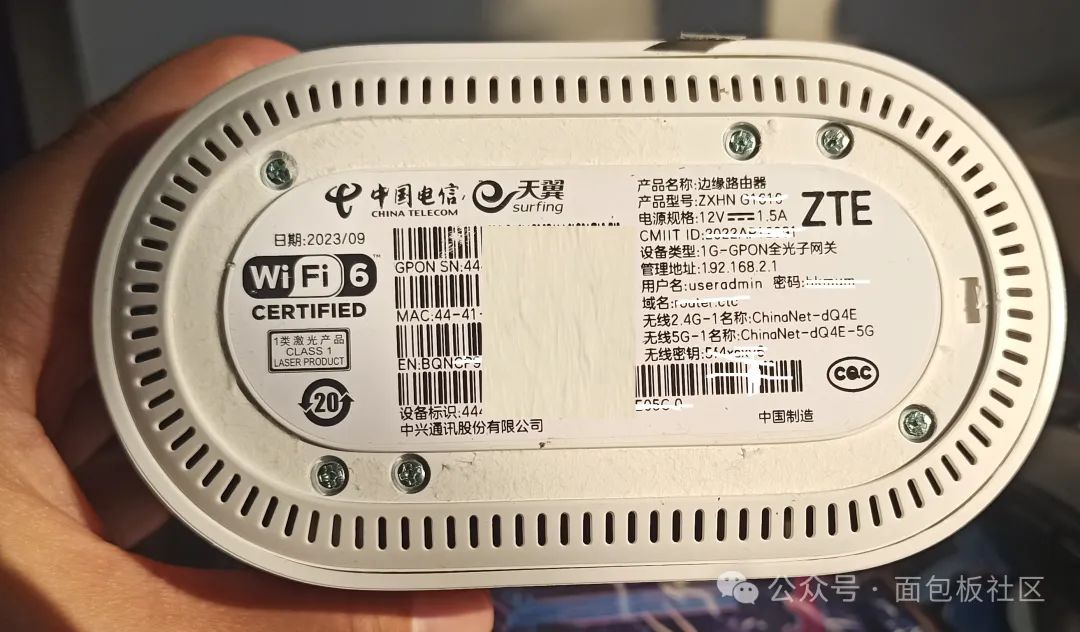 中国电信
CHINA TELECOM
天翼
surfing
日期:2023/09
Wi Fi 6
CERTIFIED
1类激光产品
CLASS 1
LASER PRODUCT
20
GPON SN:44
MAC:44-41-
EN:BQN
设备标识:444
中兴通讯股份有限公司
产品名称:边缘路由器
产品型号:ZXHN
电源规格:12V 1.5A
CMIIT ID:
设备类型:1G-GPON全光子网关
管理地址:192.168.2.1
用户名:useradmin 密码:
域名:router.ctc
无线2.4G-1名称:ChinaNet-dQ4E
无线5G-1名称:ChinaNet-dQ4E-5G
无线密钥:
ZTE
CQC
中国制造
公众号·面包板社区